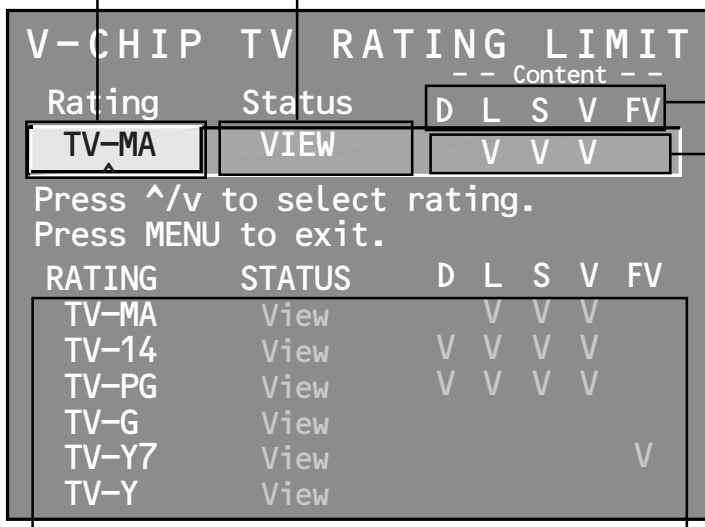 V-CHIP TV RATING LIMIT
-- Content --
Rating Status D L S V FV
TV-MA VIEW V V V
^
Press ^/v to select rating.
Press MENU to exit.
RATING STATUS D L S V FV
TV-MA View V V V
TV-14 View V V V V
TV-PG View V V V V
TV-G View
TV-Y7 View V
TV-Y View